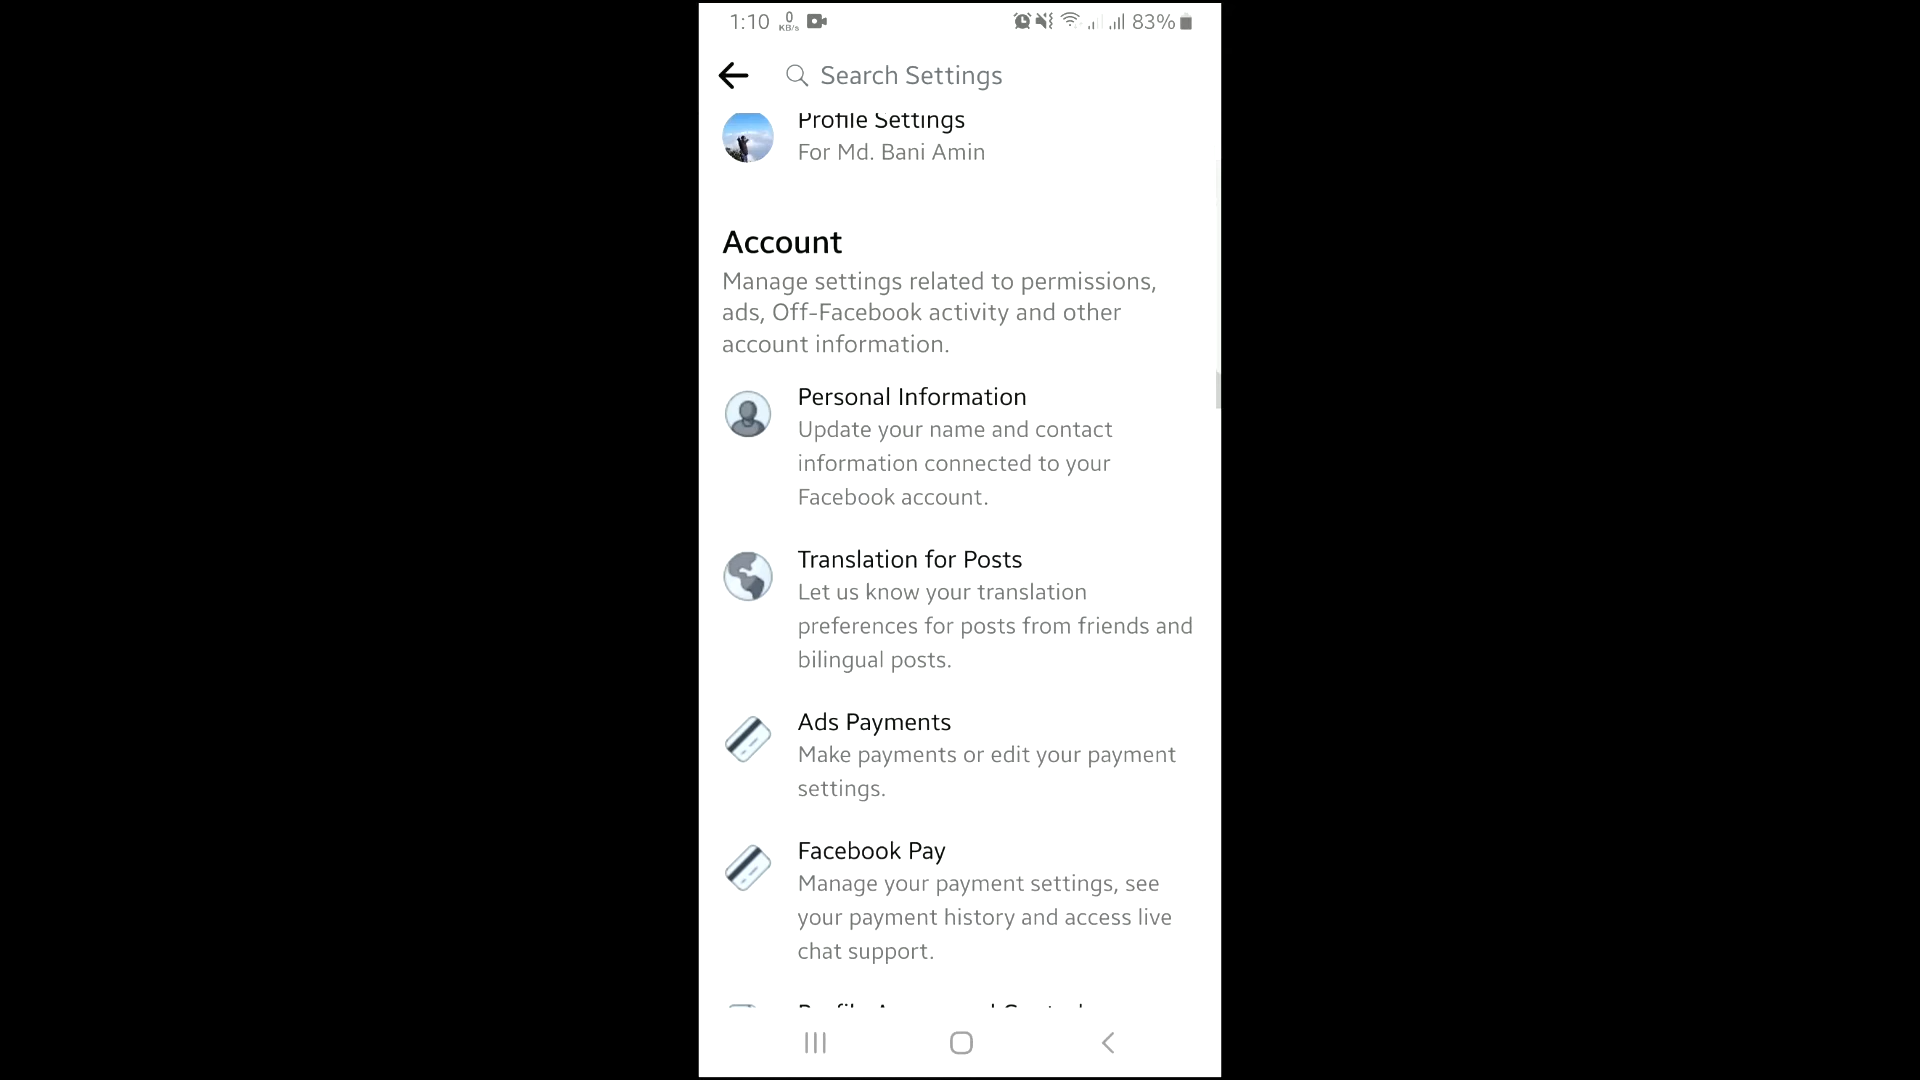 1:10 0 KB/s 83%
Search Settings
Profile Settings
For Md. Bani Amin
Account
Manage settings related to permissions,
ads, Off-Facebook activity and other
account information.
Personal Information
Update your name and contact
information connected to your
Facebook account.
Translation for Posts
Let us know your translation
preferences for posts from friends and
bilingual posts.
Ads Payments
Make payments or edit your payment
settings.
Facebook Pay
Manage your payment settings, see
your payment history and access live
chat support.